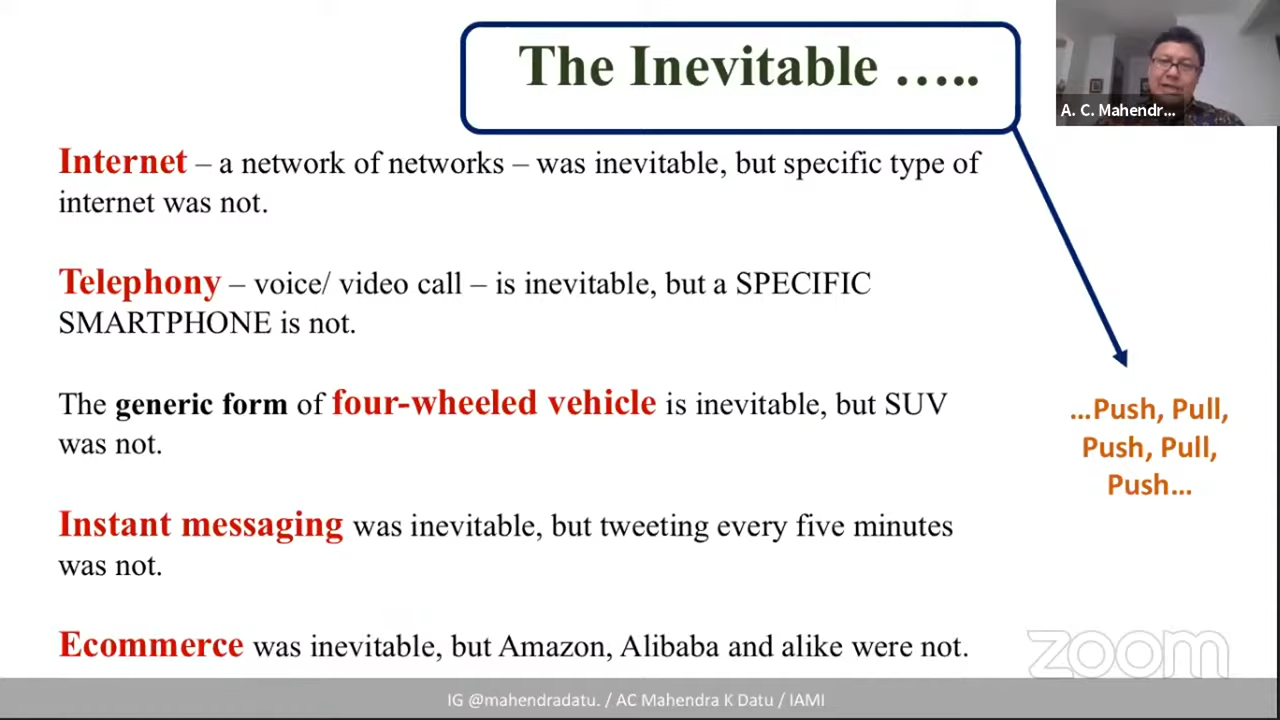 The Inevitable …..
A. C. Mahendr...
Internet – a network of networks – was inevitable, but specific type of
internet was not.
Telephony – voice/ video call – is inevitable, but a SPECIFIC
SMARTPHONE is not.
The generic form of four-wheeled vehicle is inevitable, but SUV
was not.
…Push, Pull,
Push, Pull,
Push…
Instant messaging was inevitable, but tweeting every five minutes
was not.
Ecommerce was inevitable, but Amazon, Alibaba and alike were not.
zoom
IG @mahendradatu. / AC Mahendra K Datu / IAMI